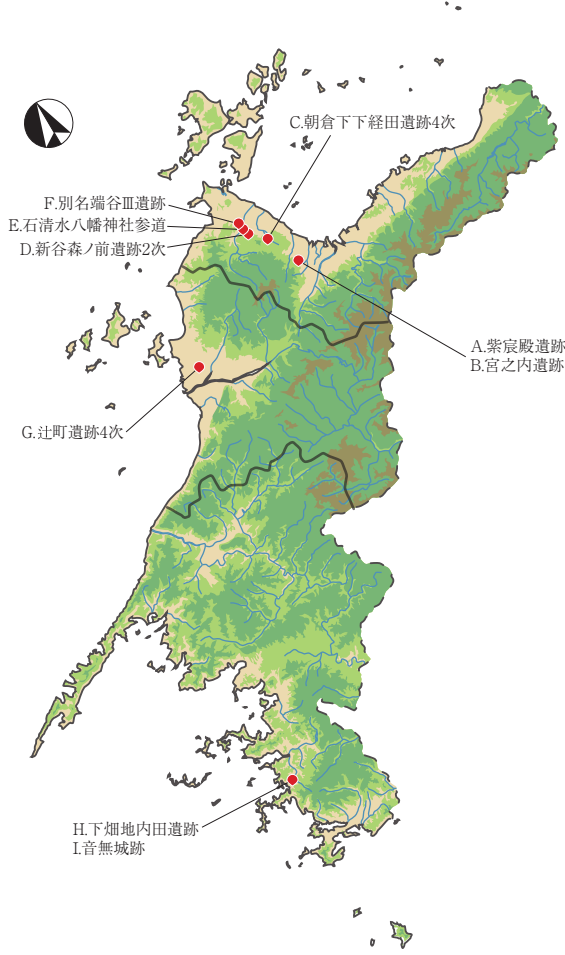 C.朝倉下下経田遺跡4次
F.別名端谷Ⅲ遺跡
E.石清水八幡神社参道
D.新谷森ノ前遺跡2次
A.紫宸殿遺跡
B.宮之内遺跡
G.辻町遺跡4次
H.下畑地内田遺跡
I.音無城跡